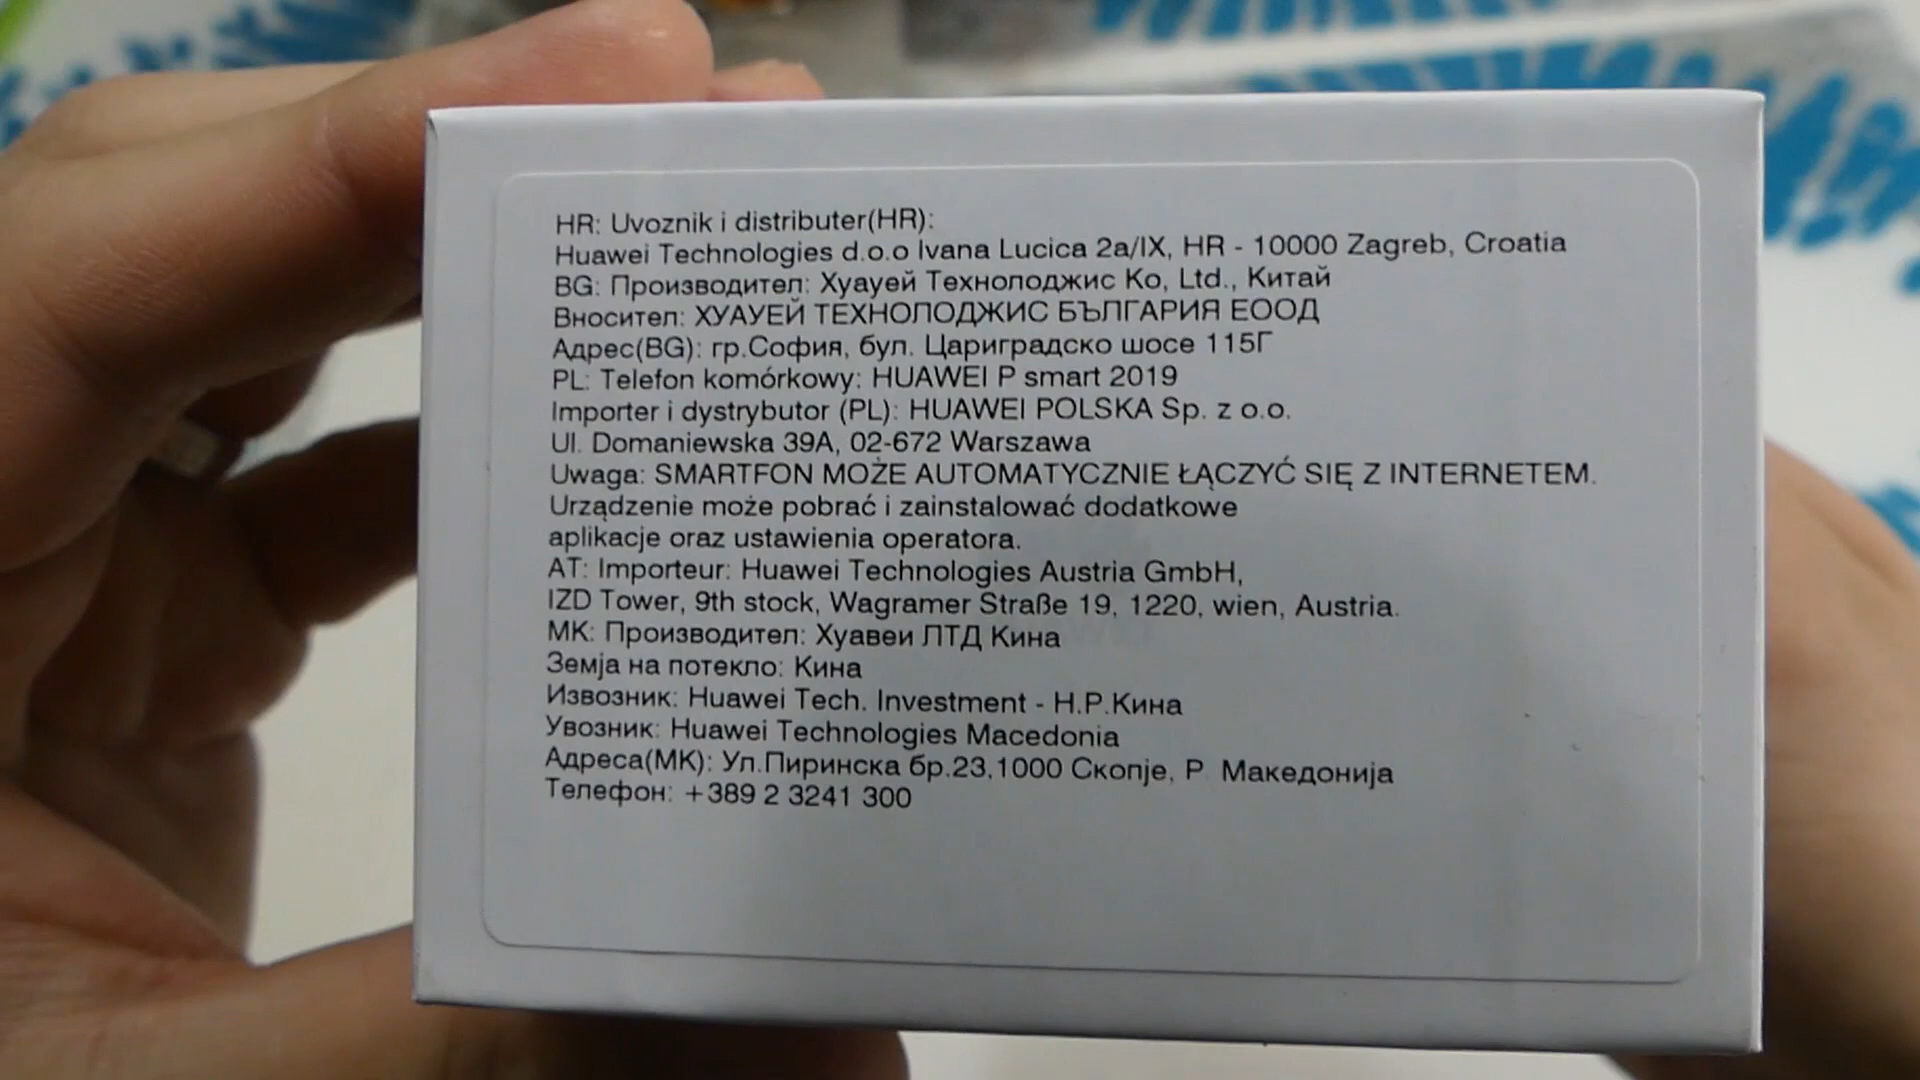 HR: Uvoznik i distributer(HR):
Huawei Technologies d.o.o Ivana Lucica 2a/IX, HR - 10000 Zagreb, Croatia
BG: Производител: Хуауей Технолоджис Ко, Ltd., Китай
Вносител: ХУАУЕЙ ТЕХНОЛОДЖИС БЪЛГАРИЯ ЕООД
Адрес(BG): гр.София, бул. Цариградско шосе 115Г
PL: Telefon komórkowy: HUAWEI P smart 2019
Importer i dystrybutor (PL): HUAWEI POLSKA Sp. z o.o.
Ul. Domaniewska 39A, 02-672 Warszawa
Uwaga: SMARTFON MOŻE AUTOMATYCZNIE ŁĄCZYĆ SIĘ Z INTERNETEM.
Urządzenie może pobrać i zainstalować dodatkowe
aplikacje oraz ustawienia operatora.
AT: Importeur: Huawei Technologies Austria GmbH,
IZD Tower, 9th stock, Wagramer Straße 19, 1220, wien, Austria.
MK: Производител: Хуавеи ЛТД Кина
Земја на потекло: Кина
Извозник: Huawei Tech. Investment - Н.Р.Кина
Увозник: Huawei Technologies Macedonia
Адреса(МК): Ул.Пиринска бр.23,1000 Скопје, Р. Македонија
Телефон: +389 2 3241 300